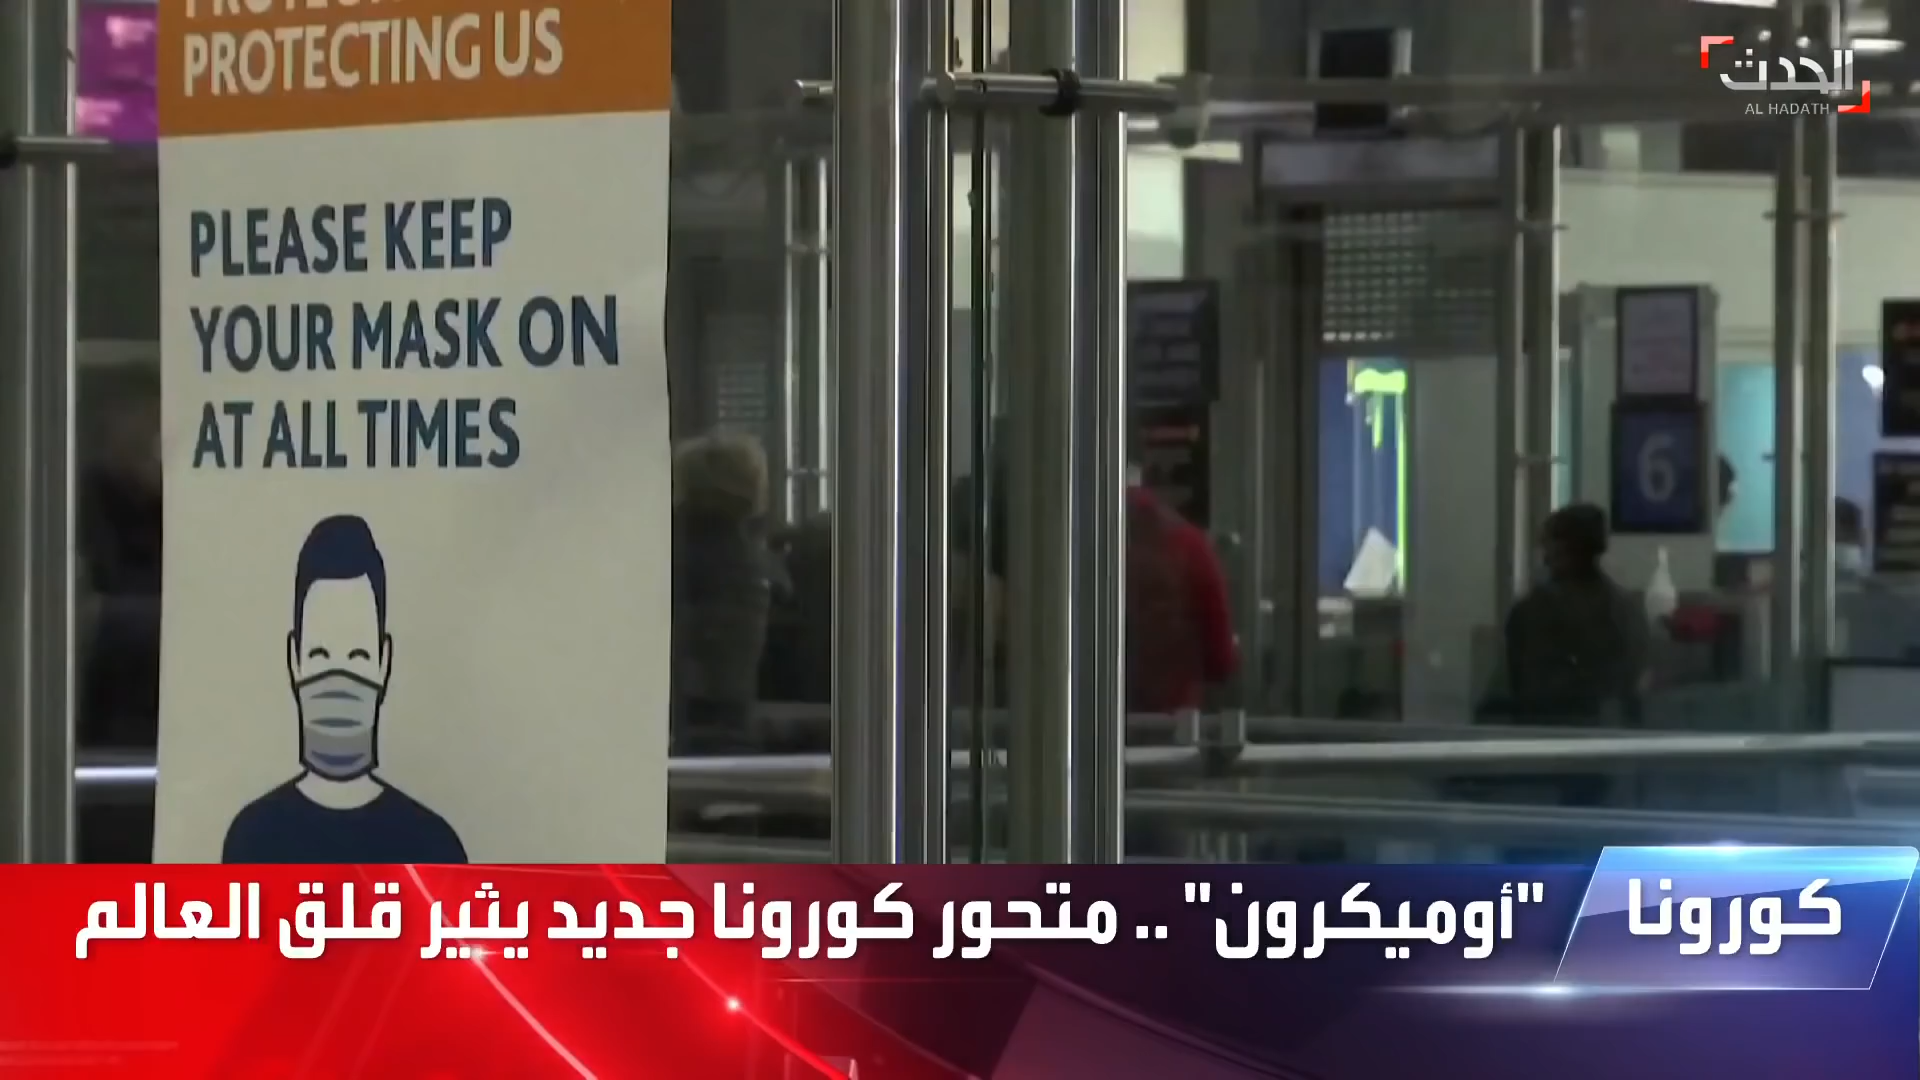 PROTECTING US
PLEASE KEEP
YOUR MASK ON
AT ALL TIMES
الحدث
AL HADATH
6
كورونا
"أوميكرون" .. متحور كورونا جديد يثير قلق العالم